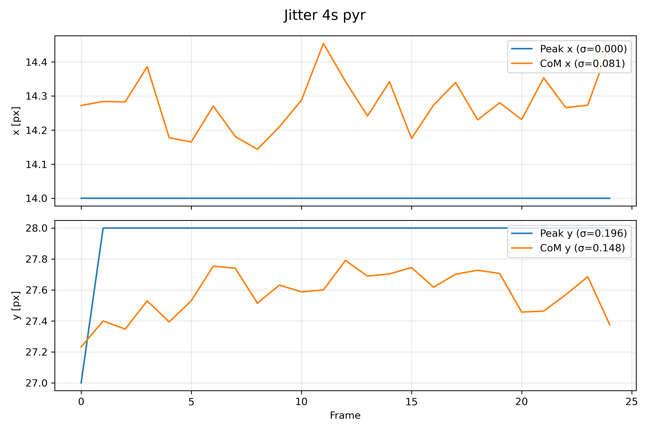 Jitter 4s pyr
Peak x (σ=0.000)
CoM x (σ=0.081)
14.4
14.3
14.2
14.1
14.0
x [px]
Peak y (σ=0.196)
CoM y (σ=0.148)
28.0
27.8
27.6
27.4
27.2
27.0
y [px]
0 5 10 15 20 25
Frame